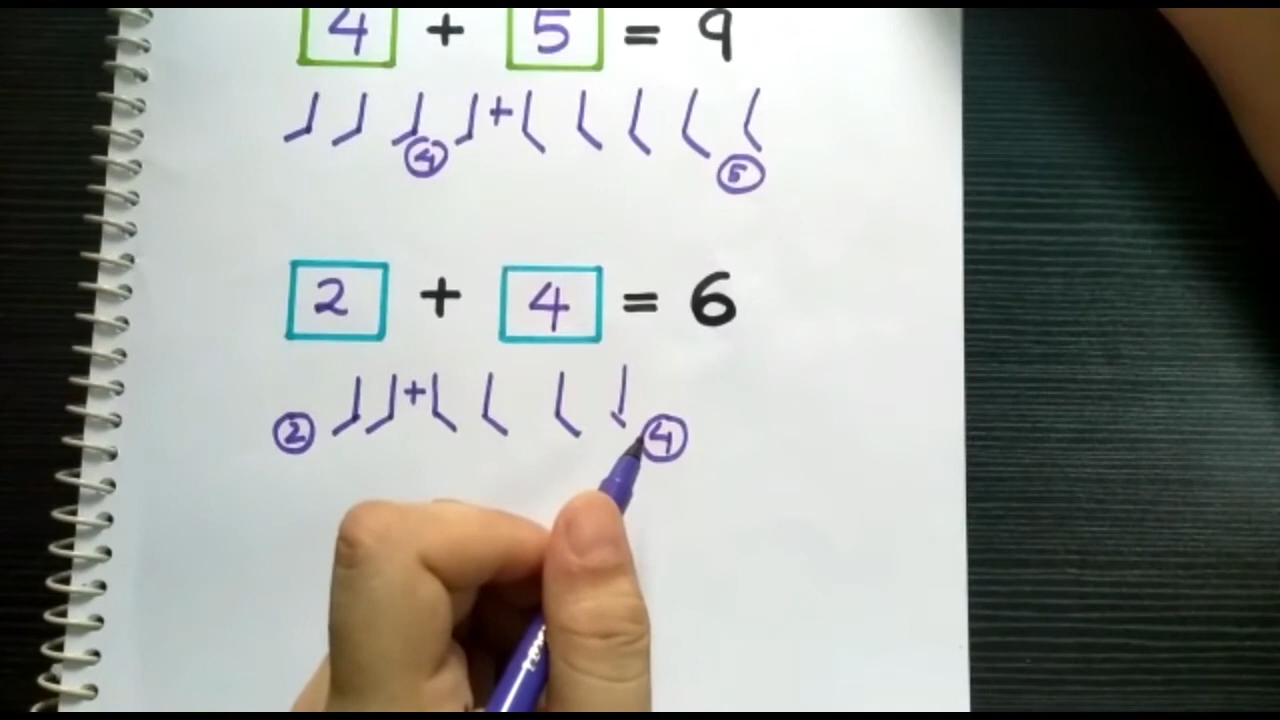 4 + 5 = 9
+
4 5
2 + 4 = 6
+
2 4